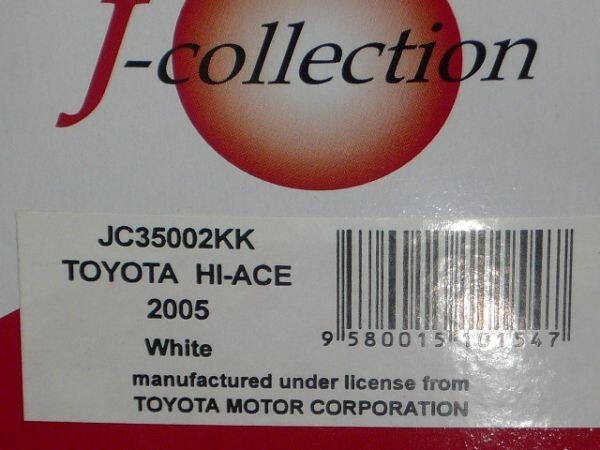 J-collection
JC35002KK
TOYOTA HI-ACE
2005
White
9 580015 101547
manufactured under license from
TOYOTA MOTOR CORPORATION